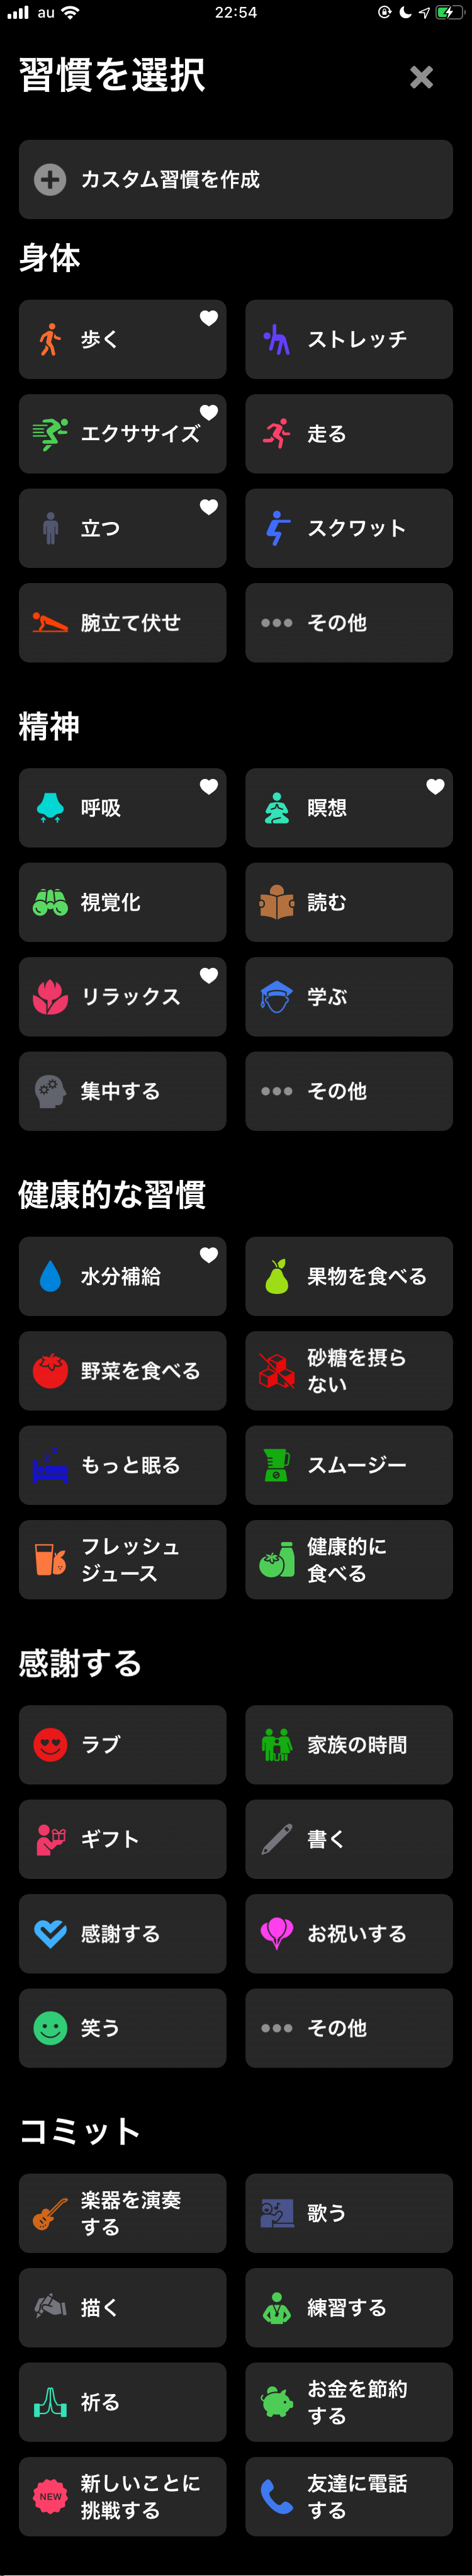 au
22:54
習慣を選択
カスタム習慣を作成
身体
歩く
ストレッチ
エクササイズ
走る
立つ
スクワット
腕立て伏せ
その他
精神
呼吸
瞑想
視覚化
読む
リラックス
学ぶ
集中する
その他
健康的な習慣
水分補給
果物を食べる
野菜を食べる
砂糖を摂ら
ない
もっと眠る
スムージー
フレッシュ
ジュース
健康的に
食べる
感謝する
ラブ
家族の時間
ギフト
書く
感謝する
お祝いする
笑う
その他
コミット
楽器を演奏
する
歌う
描く
練習する
祈る
お金を節約
する
NEW
新しいことに
挑戦する
友達に電話
する